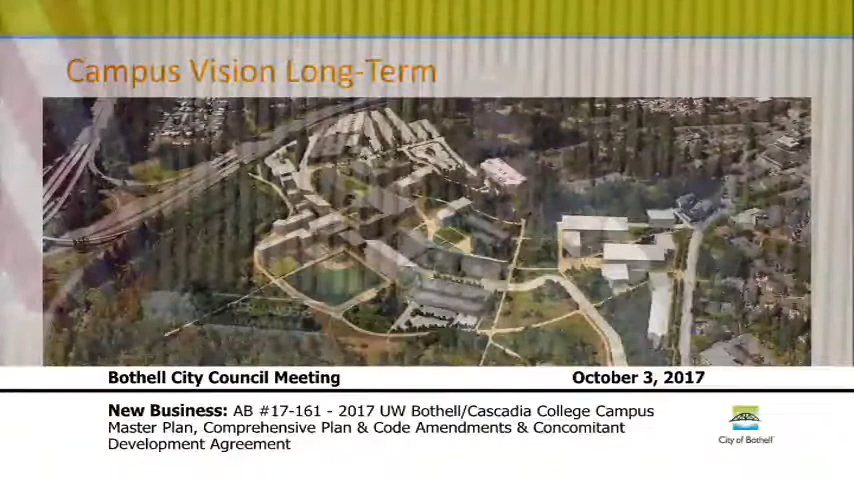 Campus Vision Long-Term
Bothell City Council Meeting
October 3, 2017
New Business: AB #17-161 - 2017 UW Bothell/Cascadia College Campus
Master Plan, Comprehensive Plan & Code Amendments & Concomitant
Development Agreement
City of Bothell